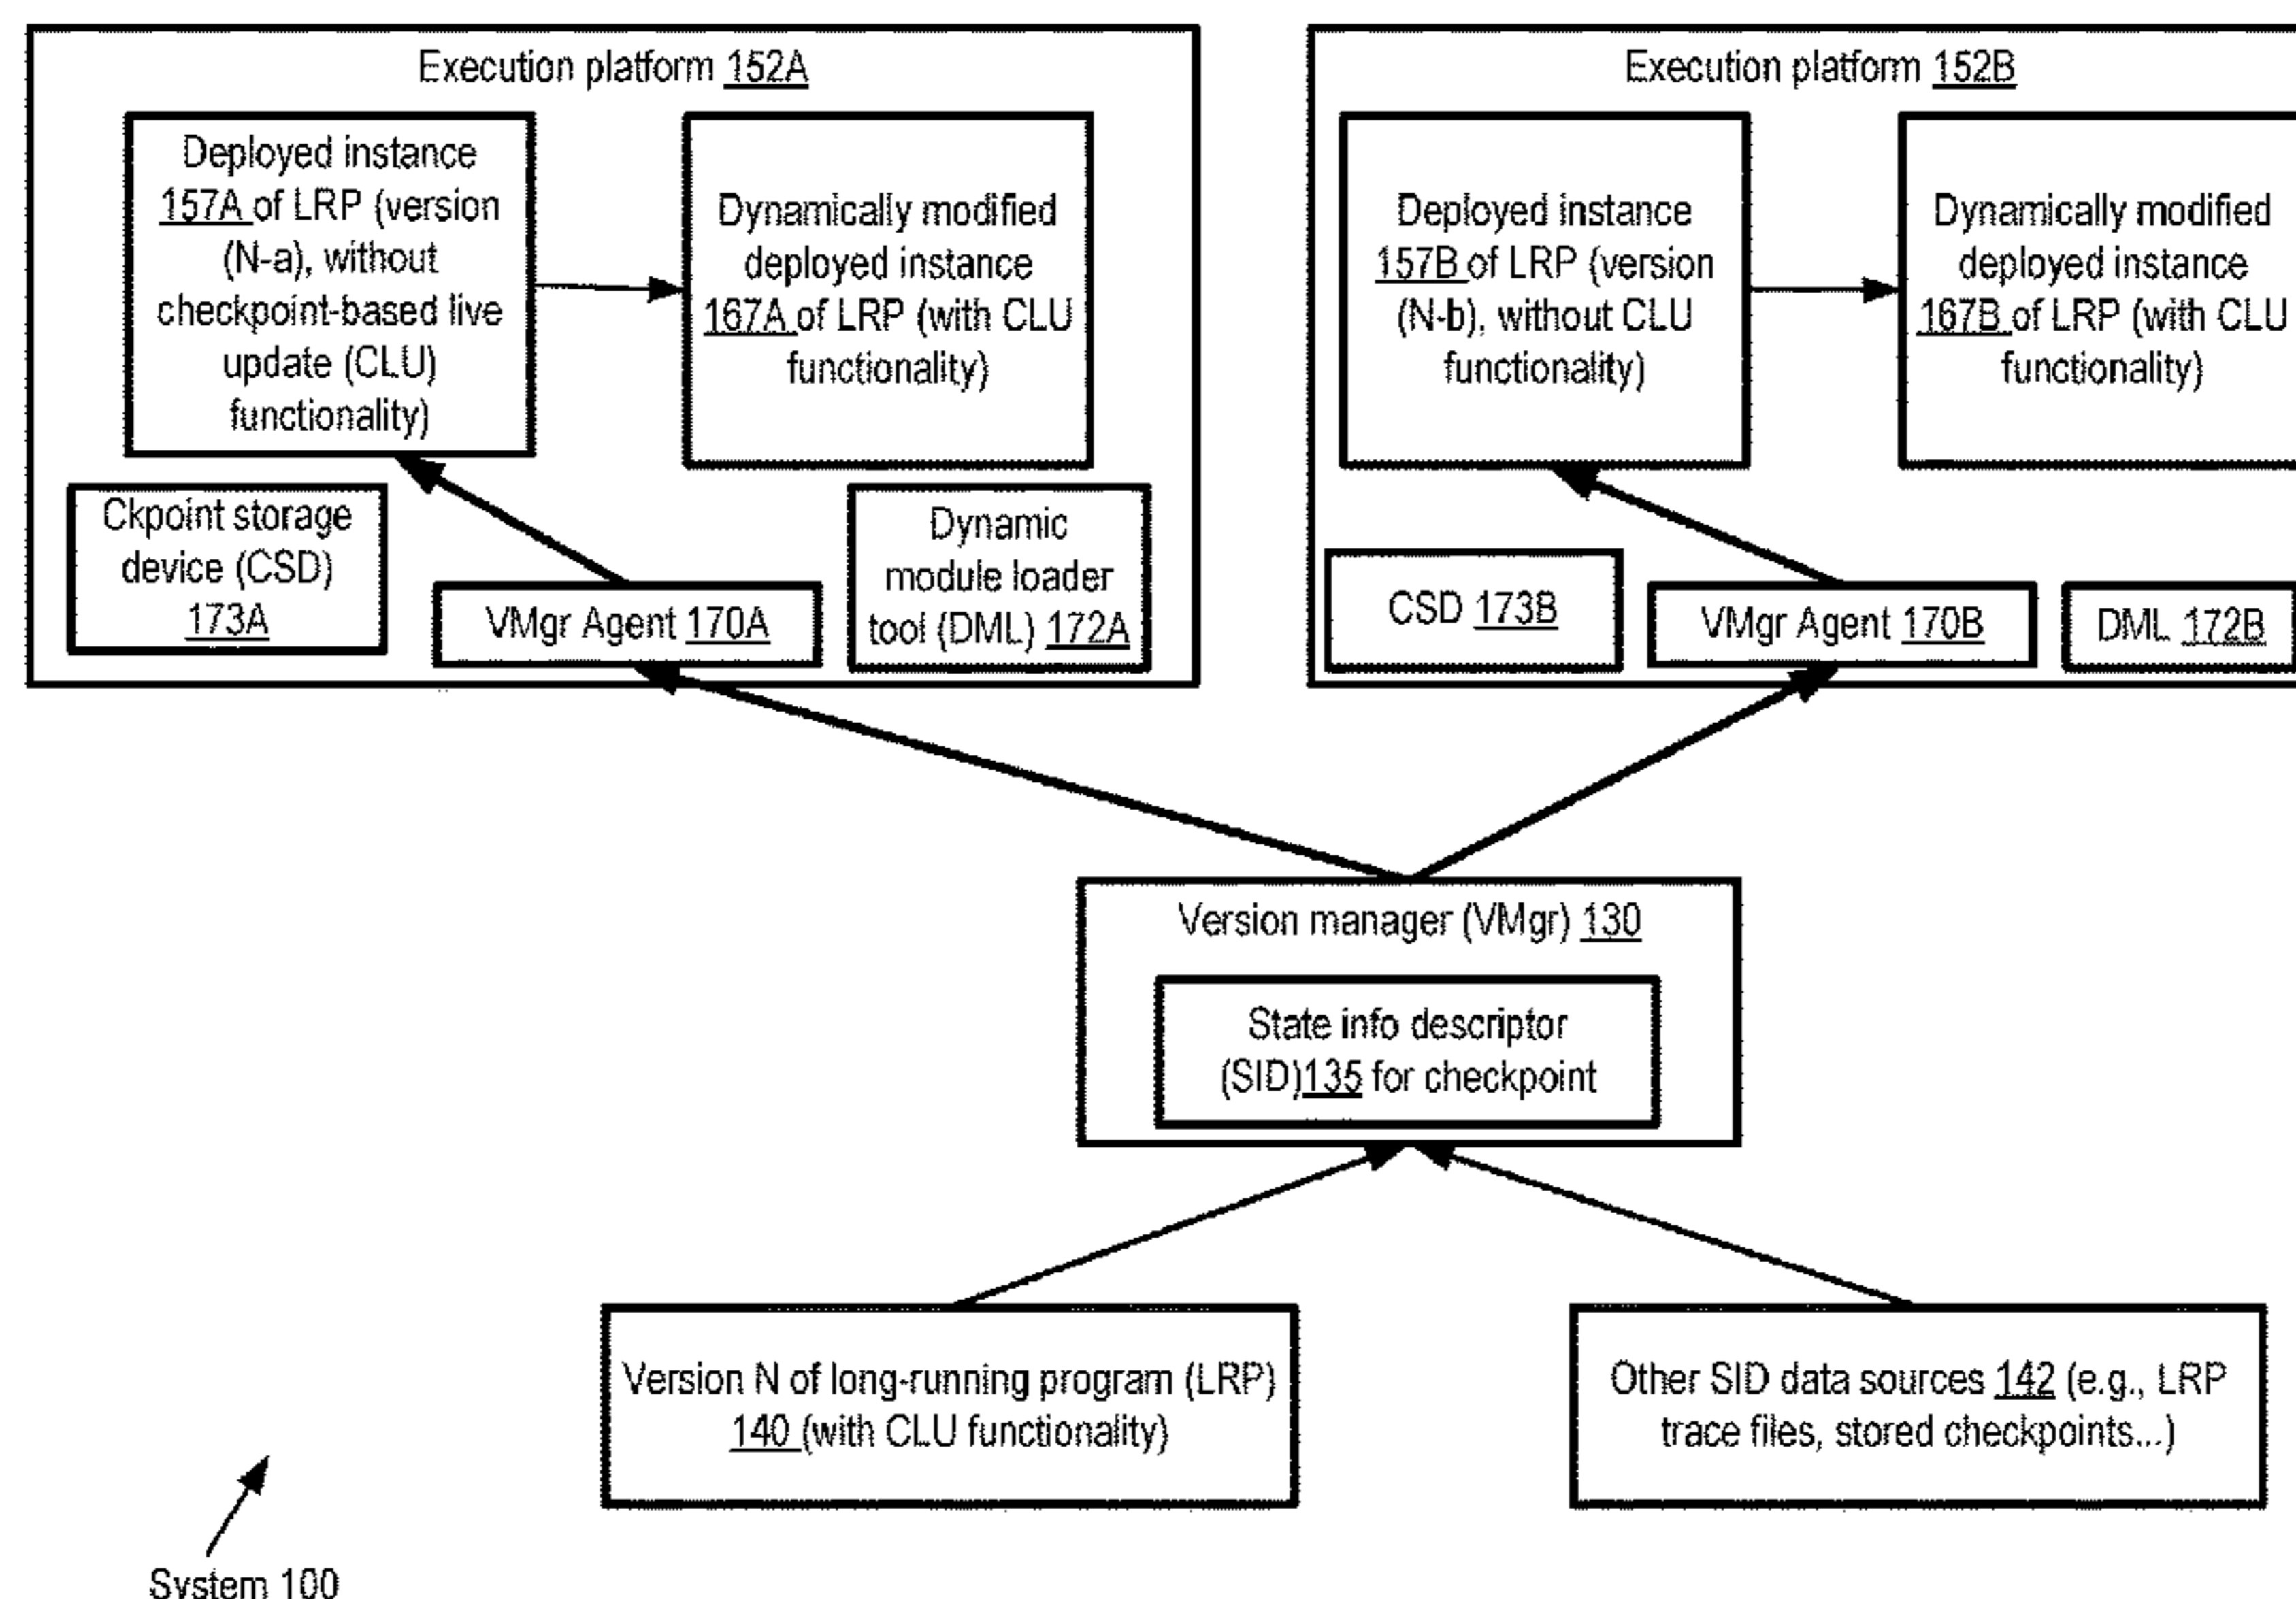 Execution platform 152A
Deployed instance
157A of LRP (version
(N-a), without
checkpoint-based live
update (CLU)
functionality)
Dynamically modified
deployed instance
167A of LRP (with CLU
functionality)
Ckpoint storage
device (CSD)
173A
VMgr Agent 170A
Dynamic
module loader
tool (DML) 172A
Execution platform 152B
Deployed instance
157B of LRP (version
(N-b), without CLU
functionality)
Dynamically modified
deployed instance
167B of LRP (with CLU
functionality)
CSD 173B
VMgr Agent 170B
DML 172B
Version manager (VMgr) 130
State info descriptor
(SID)135 for checkpoint
Version N of long-running program (LRP)
140 (with CLU functionality)
Other SID data sources 142 (e.g., LRP
trace files, stored checkpoints...)
System 100